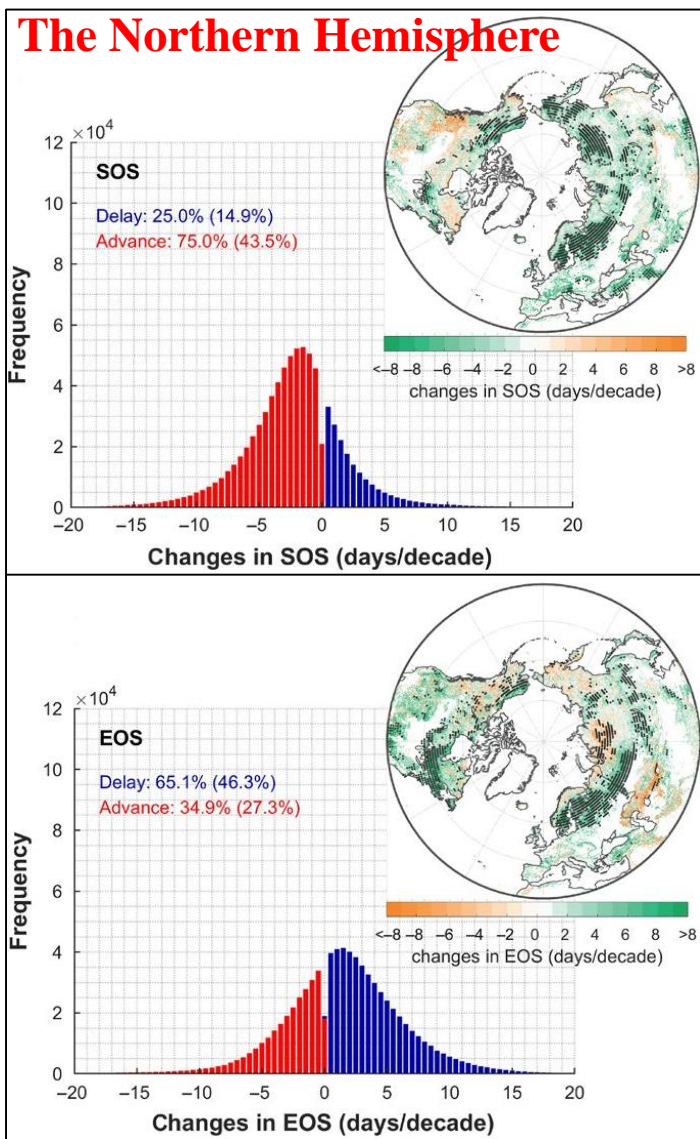 The Northern Hemisphere
×10⁴
12
10
8
6
4
2
0
Frequency
SOS
Delay: 25.0% (14.9%)
Advance: 75.0% (43.5%)
<–8 –8 –6 –4 –2 0 2 4 6 8 >8
changes in SOS (days/decade)
–20 –15 –10 –5 0 5 10 15 20
Changes in SOS (days/decade)
×10⁴
12
10
8
6
4
2
0
Frequency
EOS
Delay: 65.1% (46.3%)
Advance: 34.9% (27.3%)
<–8 –8 –6 –4 –2 0 2 4 6 8 >8
changes in EOS (days/decade)
–20 –15 –10 –5 0 5 10 15 20
Changes in EOS (days/decade)